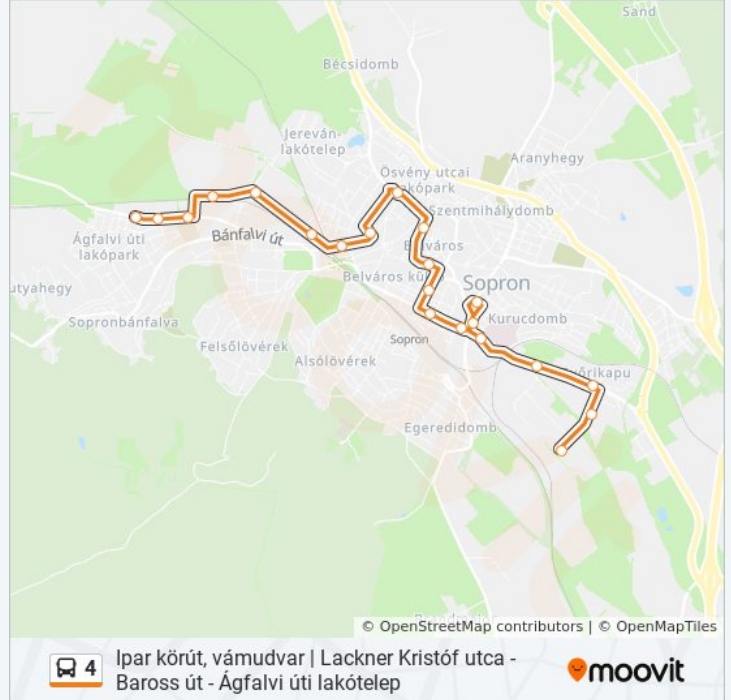 Sand
Bécsidomb
Jereván-
lakótelep
Aranyhegy
Ösvény utcai
lakópark
Szentmihálydomb
Ágfalvi úti
lakópark
Bánfalvi út
Belváros
Belváros kü
Sopron
utyahegy
Kurucdomb
Sopronbánfalva
Sopron
Felsőlövérek
Alsólövérek
őrikapu
Egeredidomb
© OpenStreetMap contributors | © OpenMapTiles
4
Ipar körút, vámudvar | Lackner Kristóf utca -
Baross út - Ágfalvi úti lakótelep
moovit